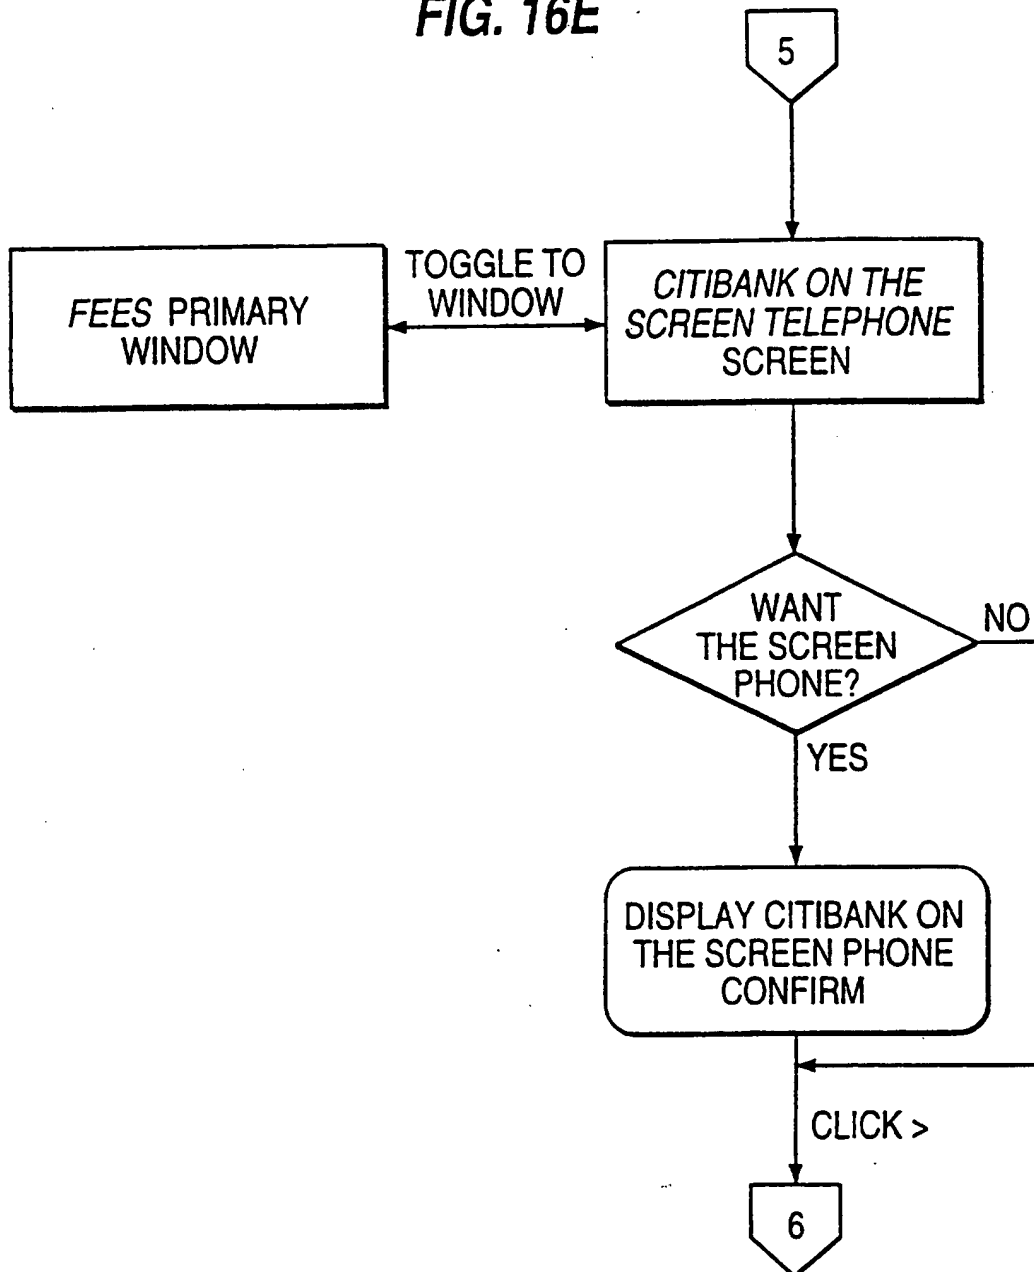 FIG. 16E
5
TOGGLE TO
WINDOW
FEES PRIMARY
WINDOW
CITIBANK ON THE
SCREEN TELEPHONE
SCREEN
WANT
THE SCREEN
PHONE?
NO
YES
DISPLAY CITIBANK ON
THE SCREEN PHONE
CONFIRM
CLICK >
6